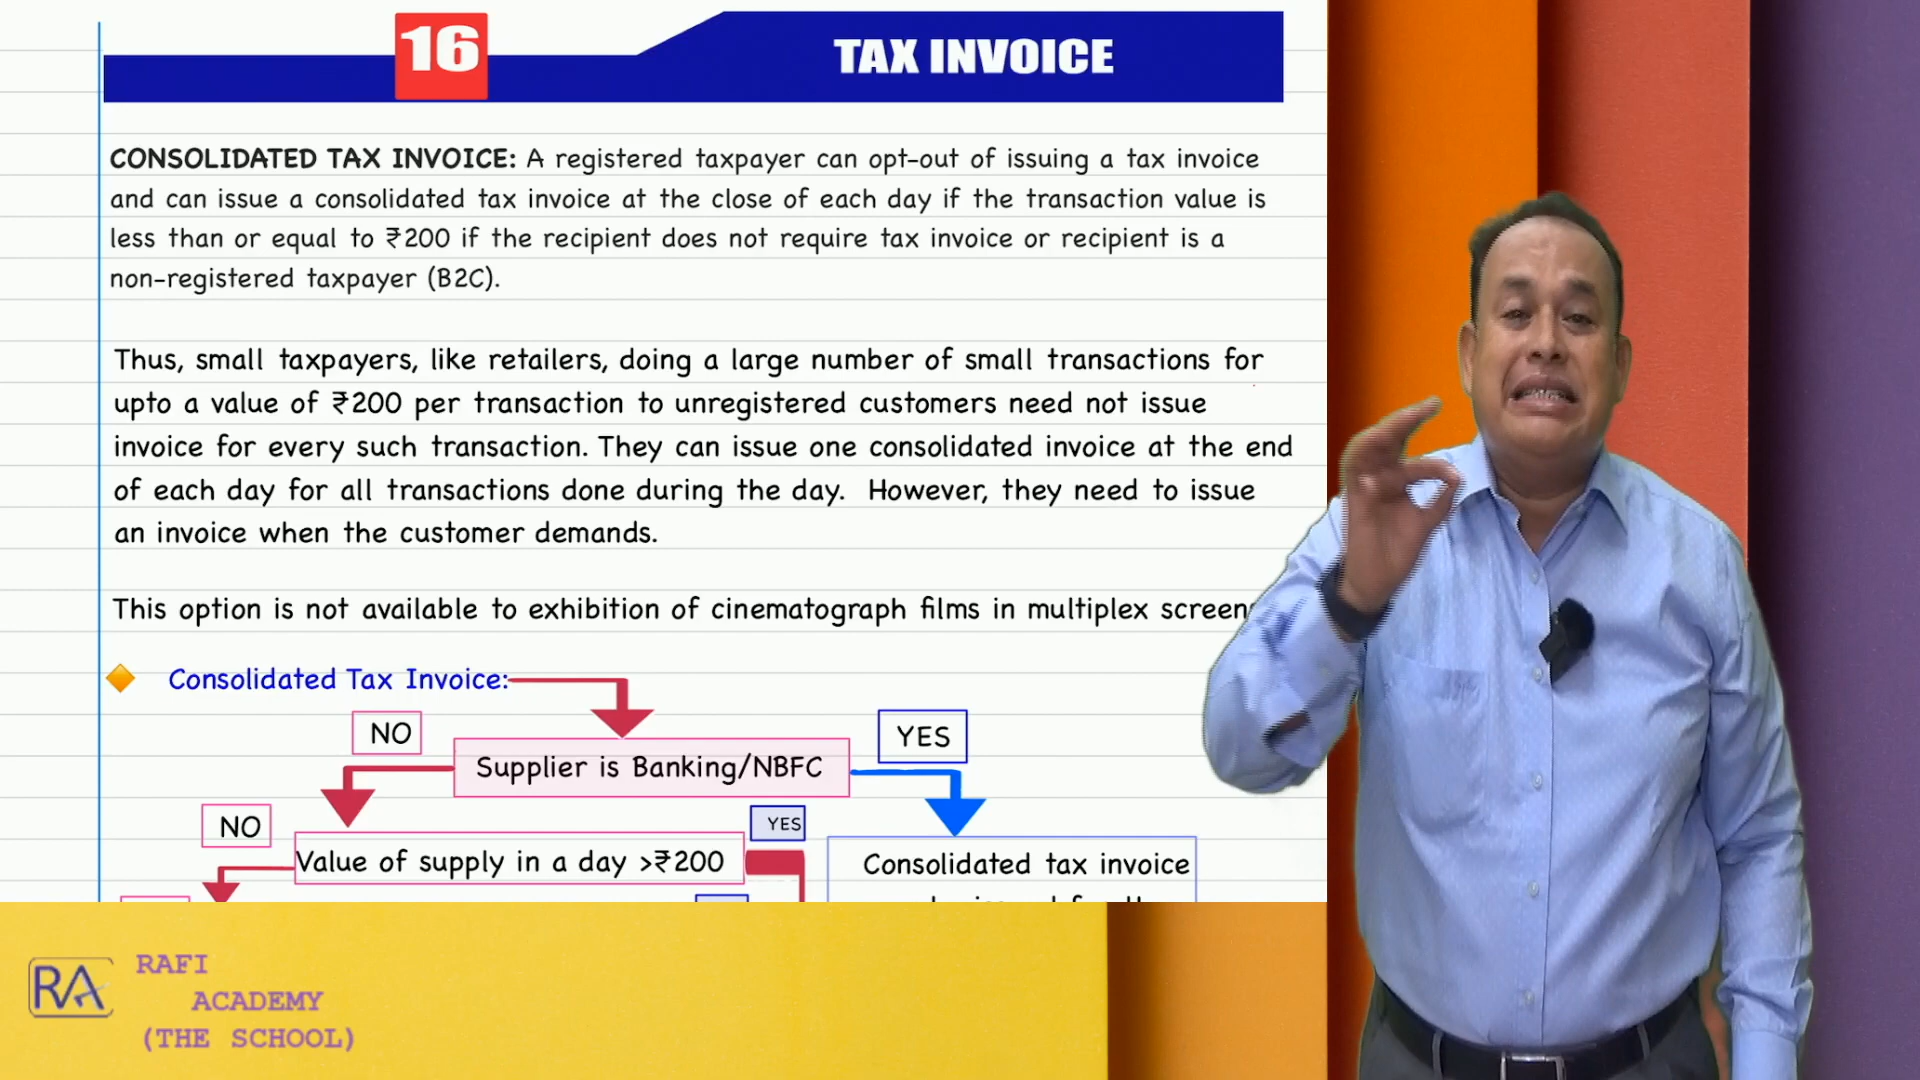 16
TAX INVOICE
CONSOLIDATED TAX INVOICE: A registered taxpayer can opt-out of issuing a tax invoice
and can issue a consolidated tax invoice at the close of each day if the transaction value is
less than or equal to ₹200 if the recipient does not require tax invoice or recipient is a
non-registered taxpayer (B2C).
Thus, small taxpayers, like retailers, doing a large number of small transactions for
upto a value of ₹200 per transaction to unregistered customers need not issue
invoice for every such transaction. They can issue one consolidated invoice at the end
of each day for all transactions done during the day. However, they need to issue
an invoice when the customer demands.
This option is not available to exhibition of cinematograph films in multiplex screen
Consolidated Tax Invoice:
NO
YES
Supplier is Banking/NBFC
NO
YES
Value of supply in a day >₹200
Consolidated tax invoice
RA
RAFI
ACADEMY
(THE SCHOOL)